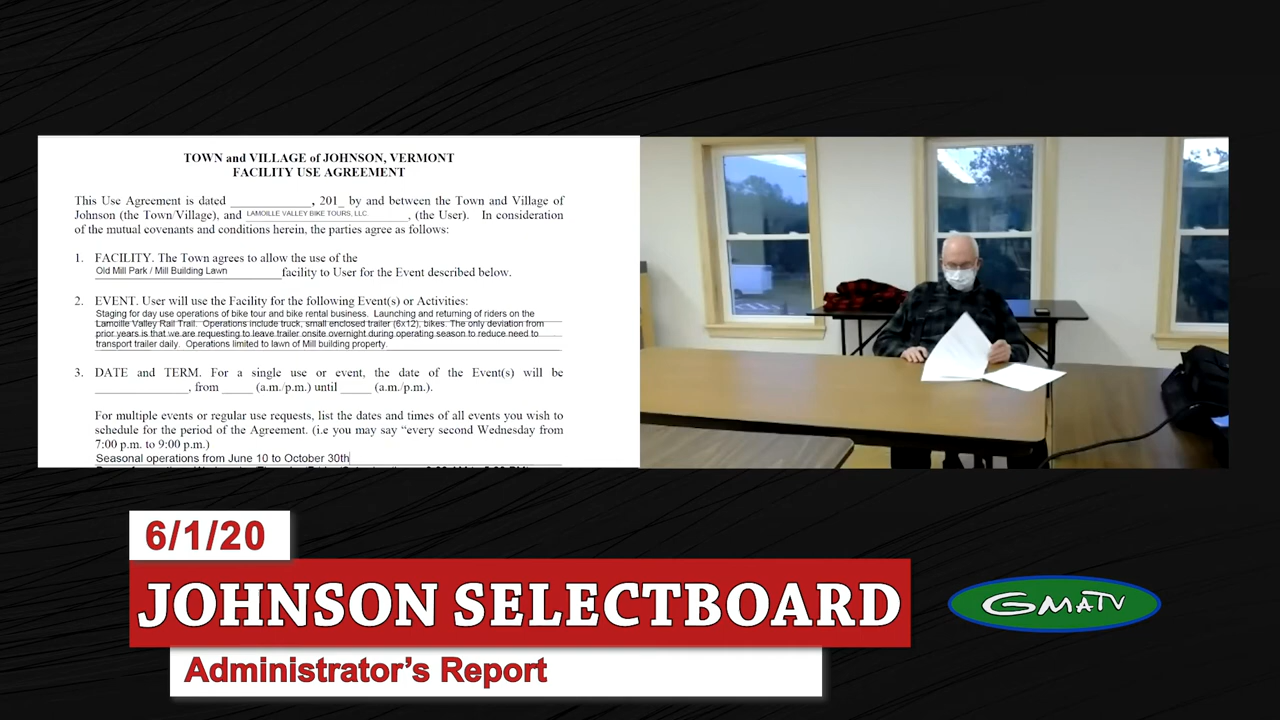 TOWN and VILLAGE of JOHNSON, VERMONT
FACILITY USE AGREEMENT
This Use Agreement is dated ____________, 201_ by and between the Town and Village of
Johnson (the Town/Village), and LAMOILLE VALLEY BIKE TOURS, LLC. , (the User). In consideration
of the mutual covenants and conditions herein, the parties agree as follows:
1. FACILITY. The Town agrees to allow the use of the
Old Mill Park / Mill Building Lawn facility to User for the Event described below.
2. EVENT. User will use the Facility for the following Event(s) or Activities:
Staging for day use operations of bike tour and bike rental business. Launching and returning of riders on the
Lamoille Valley Rail Trail. Operations include truck, small enclosed trailer (6x12), bikes. The only deviation from
prior years is that we are requesting to leave trailer onsite overnight during operating season to reduce need to
transport trailer daily. Operations limited to lawn of Mill building property.
3. DATE and TERM. For a single use or event, the date of the Event(s) will be
______________, from _____ (a.m./p.m.) until _____ (a.m./p.m.).
For multiple events or regular use requests, list the dates and times of all events you wish to
schedule for the period of the Agreement. (i.e you may say “every second Wednesday from
7:00 p.m. to 9:00 p.m.)
Seasonal operations from June 10 to October 30th
6/1/20
JOHNSON SELECTBOARD
GMATV
Administrator’s Report